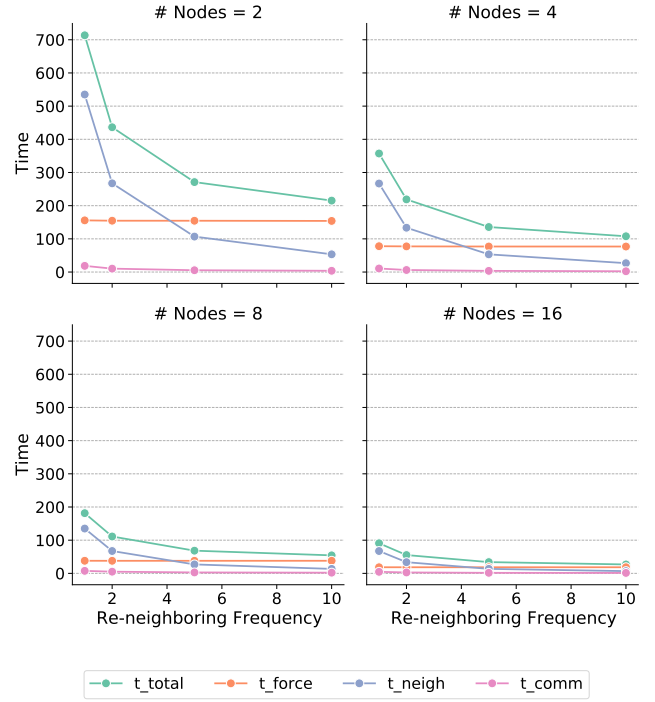 # Nodes = 2
# Nodes = 4
700
600
500
400
300
200
100
0
Time
# Nodes = 8
# Nodes = 16
700
600
500
400
300
200
100
0
Time
2 4 6 8 10
2 4 6 8 10
Re-neighboring Frequency
Re-neighboring Frequency
t_total t_force t_neigh t_comm